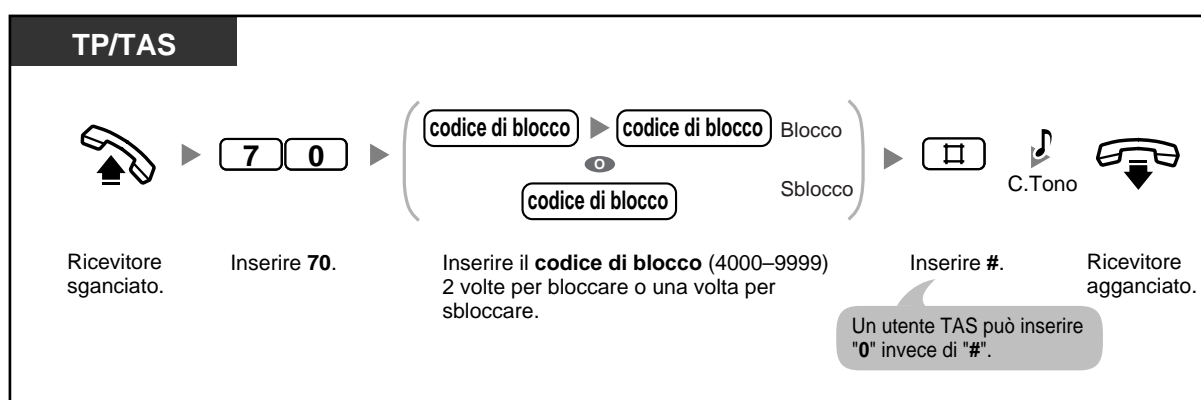 TP/TAS
7 0
codice di blocco codice di blocco Blocco
o
codice di blocco Sblocco
C.Tono
Ricevitore
sganciato.
Inserire 70.
Inserire il codice di blocco (4000–9999)
2 volte per bloccare o una volta per
sbloccare.
Inserire #.
Ricevitore
agganciato.
Un utente TAS può inserire
"0" invece di "#".